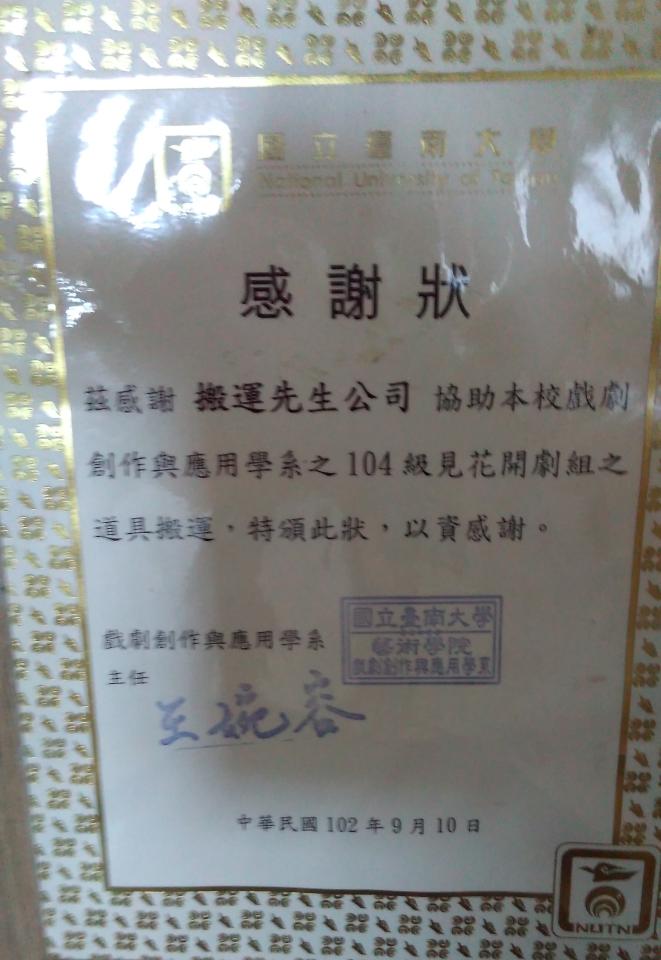 國立臺南大學
National University of Tainan
感謝狀
茲感謝 搬運先生公司 協助本校戲劇
創作與應用學系之104級見花開劇組之
道具搬運，特頒此狀，以資感謝。
國立臺南大學
藝術學院
戲劇創作與應用學系
戲劇創作與應用學系
主任
王婉容
中華民國 102 年 9 月 10 日
NUTN